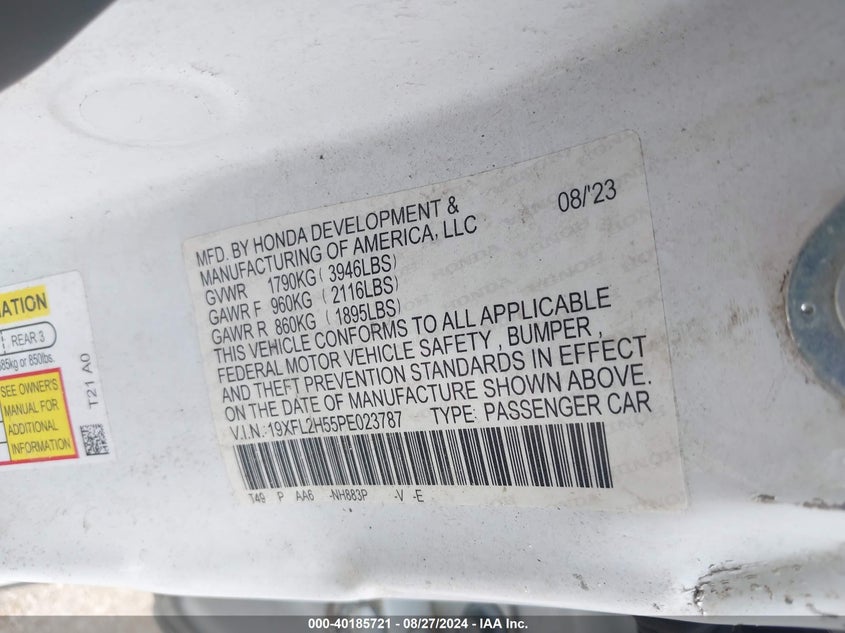 MFD. BY HONDA DEVELOPMENT & 08/'23
MANUFACTURING OF AMERICA, LLC
GVWR 1790KG ( 3946LBS)
GAWR F 960KG ( 2116LBS)
GAWR R 860KG ( 1895LBS)
THIS VEHICLE CONFORMS TO ALL APPLICABLE
FEDERAL MOTOR VEHICLE SAFETY , BUMPER ,
AND THEFT PREVENTION STANDARDS IN EFFECT
ON THE DATE OF MANUFACTURE SHOWN ABOVE.
V.I.N.:19XFL2H55PE023787 TYPE: PASSENGER CAR
T49 P AA6 -NH883P -V -E
REAR 3
or 850lbs.
SEE OWNER'S
MANUAL FOR
ADDITIONAL
INFORMATION
T21 A0
HONDA
000-40185721 - 08/27/2024 - IAA Inc.